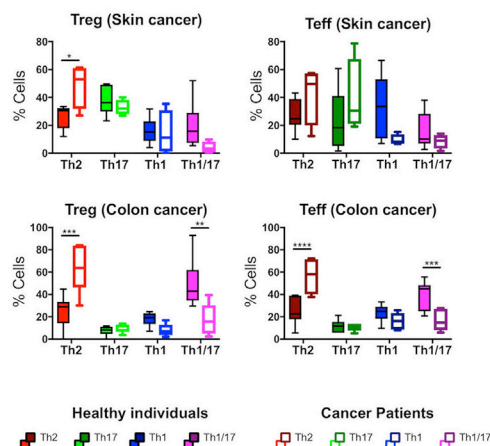 Treg (Skin cancer)
Teff (Skin cancer)
% Cells
80
60
40
20
0
*
Th2
Th17
Th1
Th1/17
% Cells
80
60
40
20
0
Th2
Th17
Th1
Th1/17
Treg (Colon cancer)
Teff (Colon cancer)
% Cells
100
80
60
40
20
0
***
**
Th2
Th17
Th1
Th1/17
% Cells
100
80
60
40
20
0
****
***
Th2
Th17
Th1
Th1/17
Healthy individuals
Cancer Patients
Th2 Th17 Th1 Th1/17
Th2 Th17 Th1 Th1/17